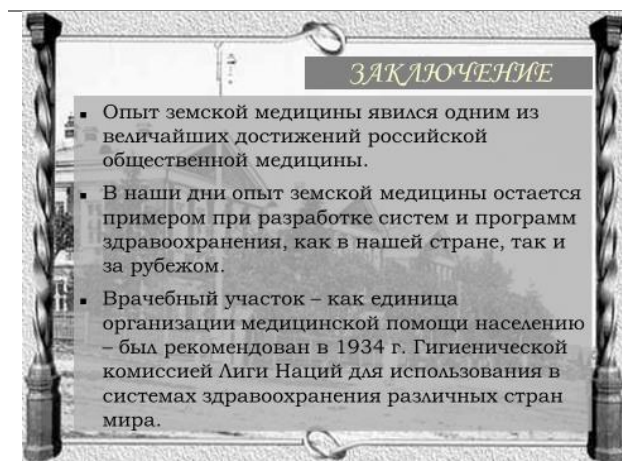 ЗАКЛЮЧЕНИЕ
▪ Опыт земской медицины явился одним из
величайших достижений российской
общественной медицины.
▪ В наши дни опыт земской медицины остается
примером при разработке систем и программ
здравоохранения, как в нашей стране, так и
за рубежом.
▪ Врачебный участок – как единица
организации медицинской помощи населению
– был рекомендован в 1934 г. Гигиенической
комиссией Лиги Наций для использования в
системах здравоохранения различных стран
мира.